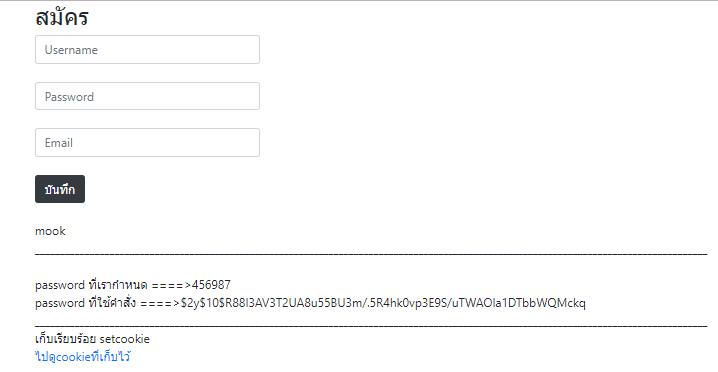 สมัคร
Username
Password
Email
บันทึก
mook
password ที่เรากำหนด ====>456987
password ที่ใช้คำสั่ง ====>$2y$10$R88I3AV3T2UA8u55BU3m/.5R4hk0vp3E9S/uTWAOIa1DTbbWQMckq
เก็บเรียบร้อย setcookie
ไปดูcookieที่เก็บไว้